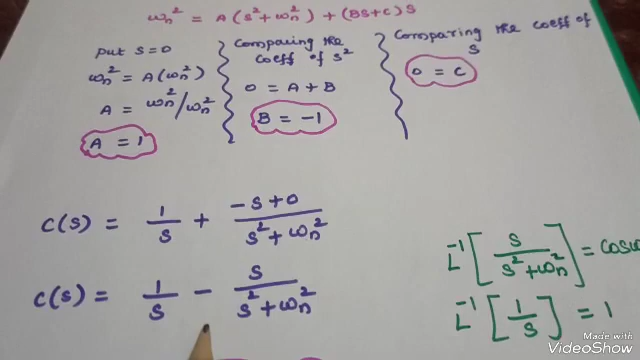 ωn² = A(s²+ωn²) + (Bs+C)s
put s=0
ωn² = A(ωn²)
A = ωn²/ωn²
A = 1
Comparing the
coeff of s²
0 = A + B
B = -1
Comparing the coeff of
s
0 = C
C(s) = 1/s + (-s+0)/(s²+ωn²)
C(s) = 1/s - s/(s²+ωn²)
L⁻¹[s/(s²+ωn²)] = cosω
L⁻¹[1/s] = 1
Made with
VideoShow